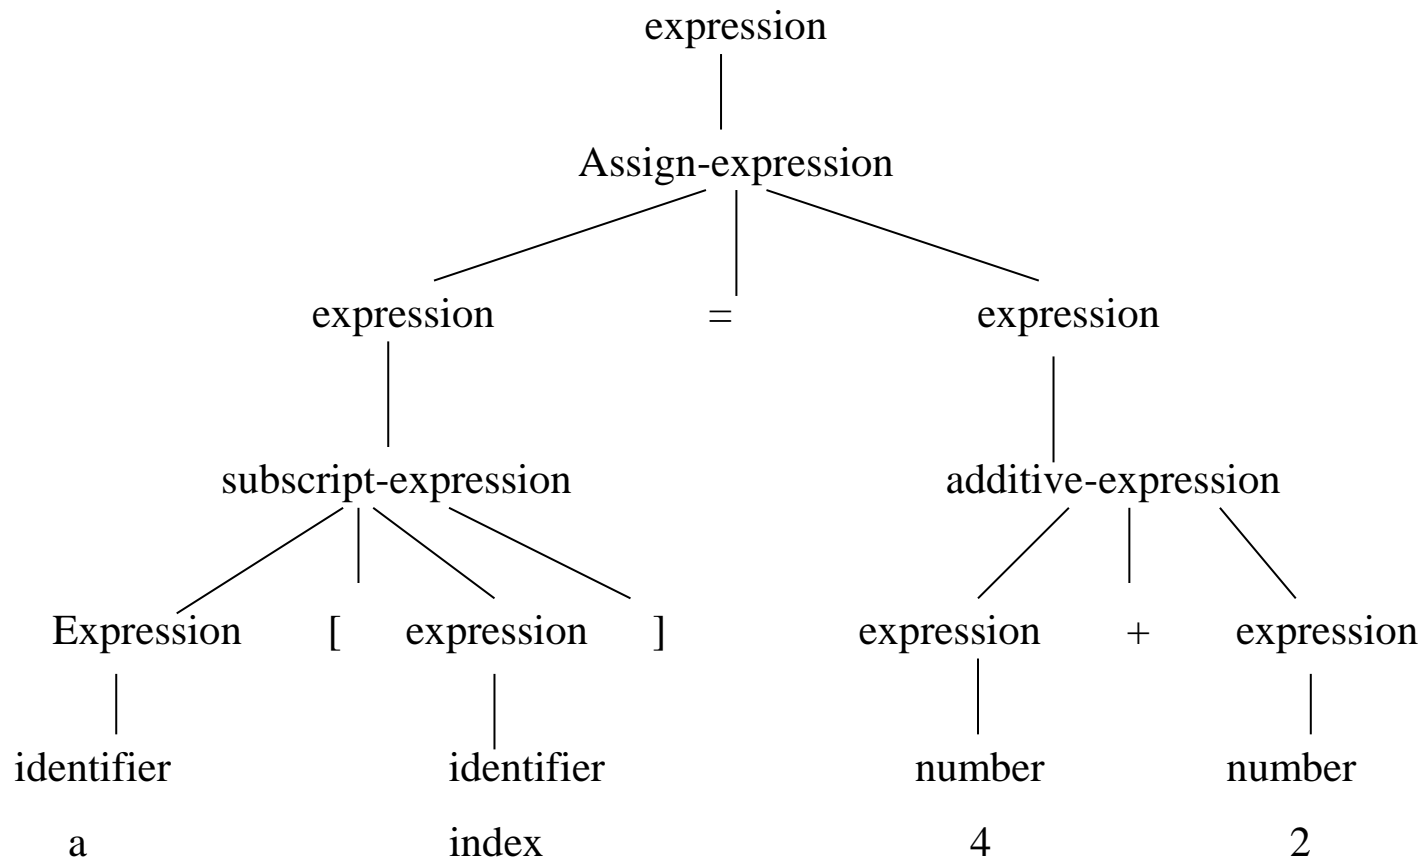 expression
Assign-expression
expression = expression
subscript-expression additive-expression
Expression [ expression ] expression + expression
identifier identifier number number
a index 4 2